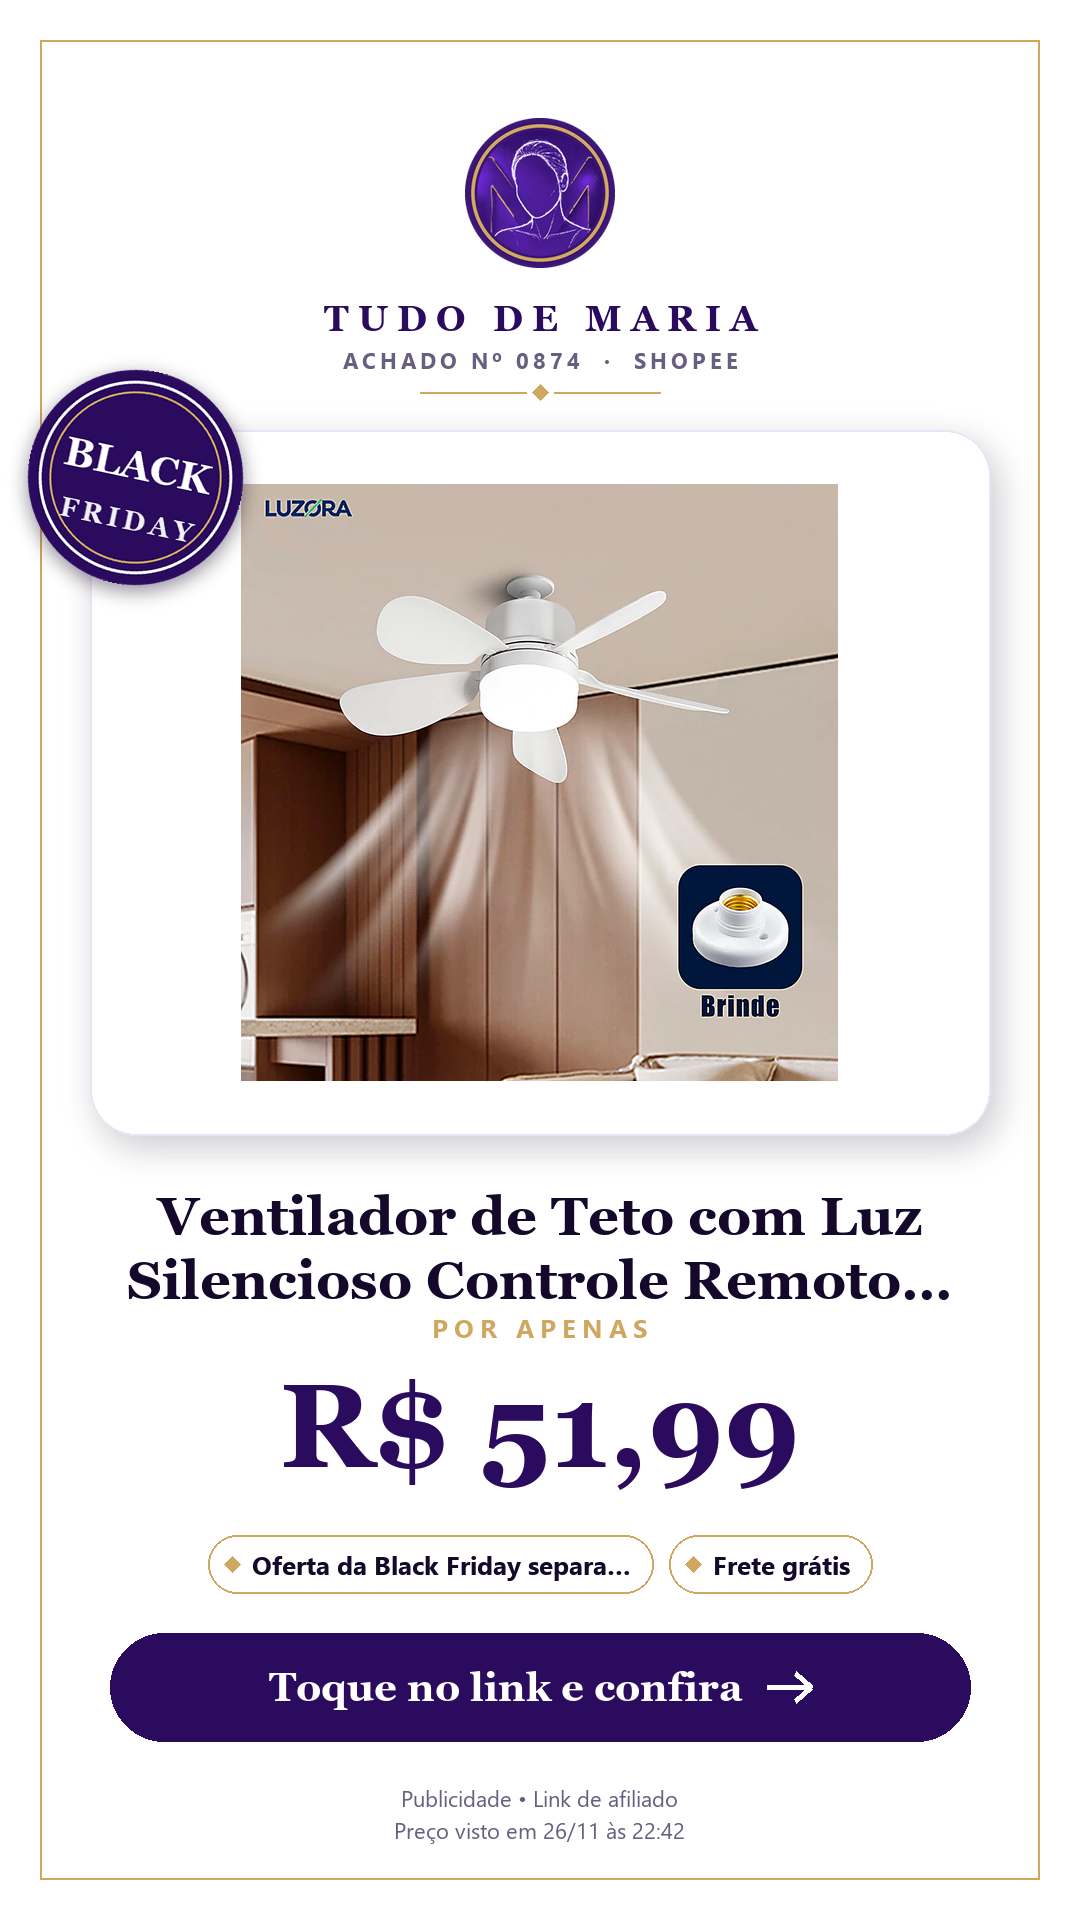 TUDO DE MARIA
ACHADO Nº 0874 · SHOPEE
BLACK
FRIDAY
LUZORA
Brinde
Ventilador de Teto com Luz
Silencioso Controle Remoto...
POR APENAS
R$ 51,99
Oferta da Black Friday separa...
Frete grátis
Toque no link e confira →
Publicidade • Link de afiliado
Preço visto em 26/11 às 22:42